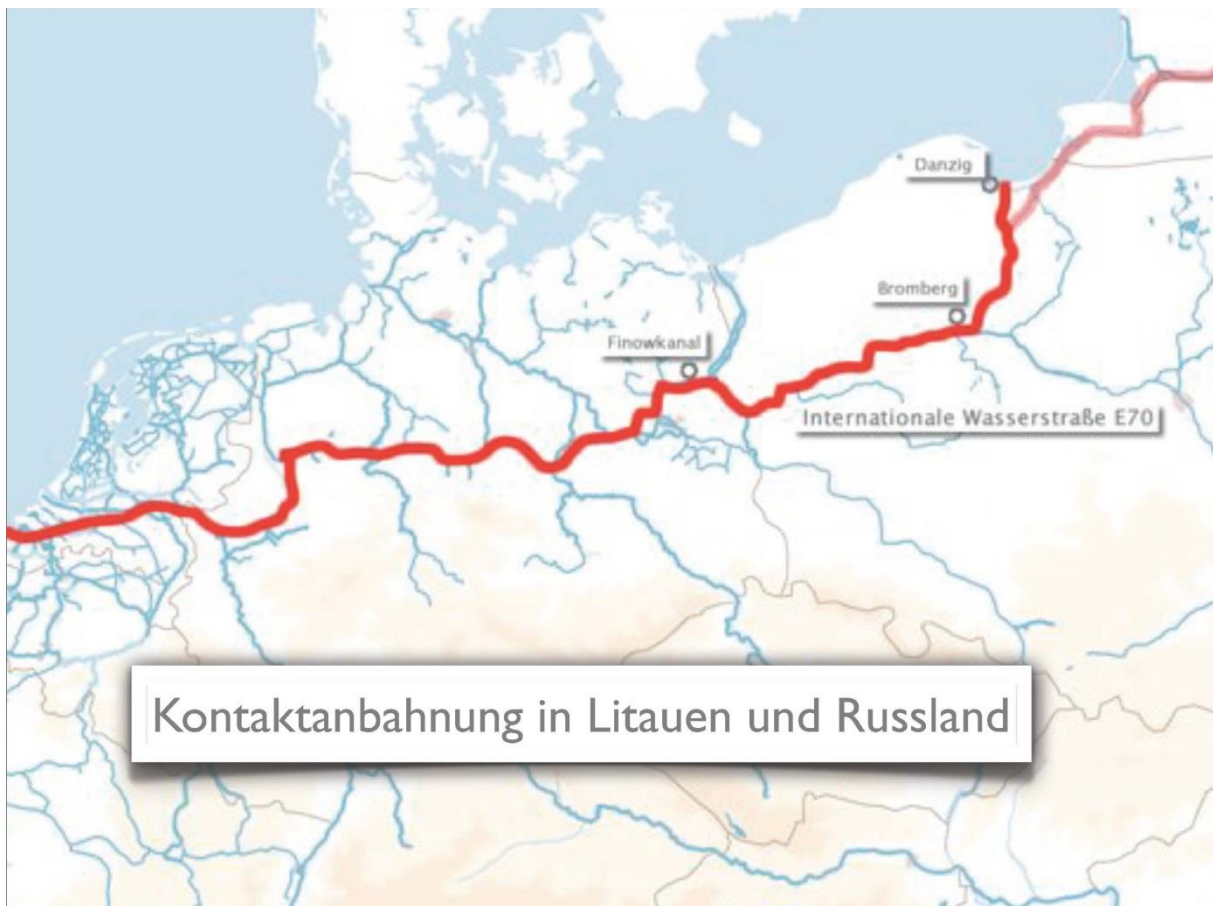 Danzig
Bromberg
Finowkanal
Internationale Wasserstraße E70
Kontaktanbahnung in Litauen und Russland